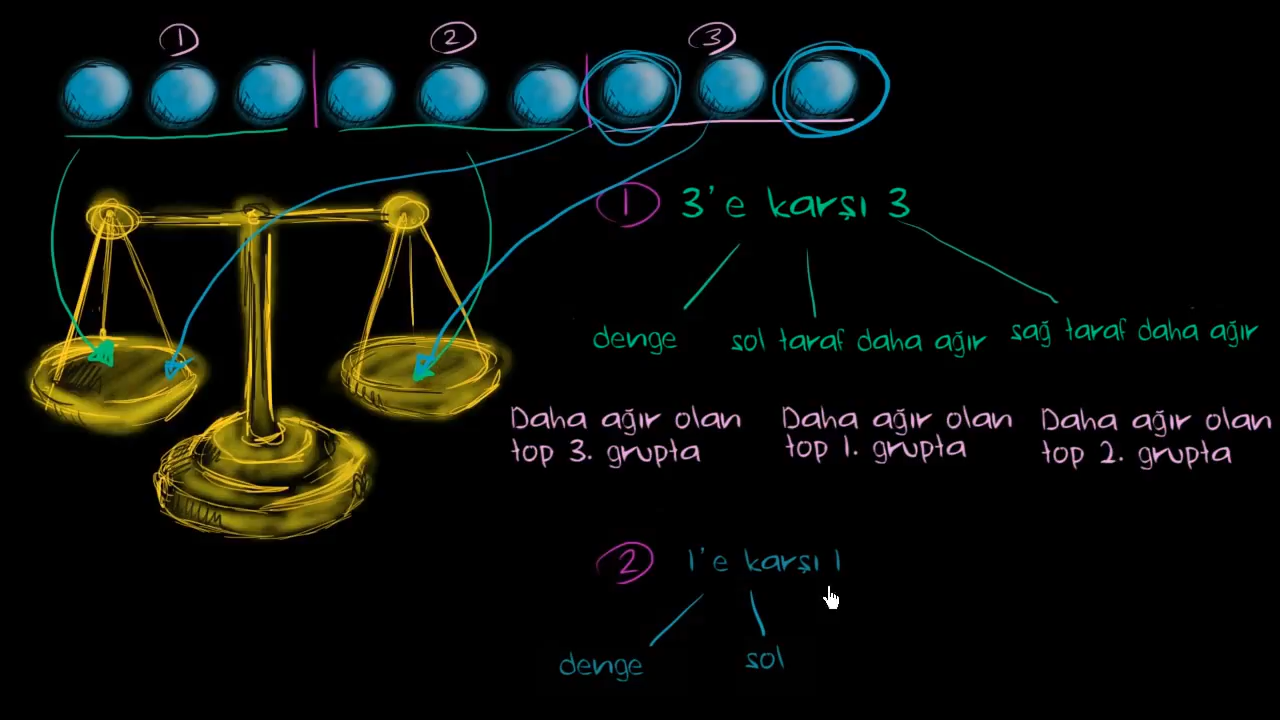 1
2
3
1 3'e karşı 3
denge
sol taraf daha ağır
sağ taraf daha ağır
Daha ağır olan
top 3. grupta
Daha ağır olan
top 1. grupta
Daha ağır olan
top 2. grupta
2 1'e karşı 1
denge
sol